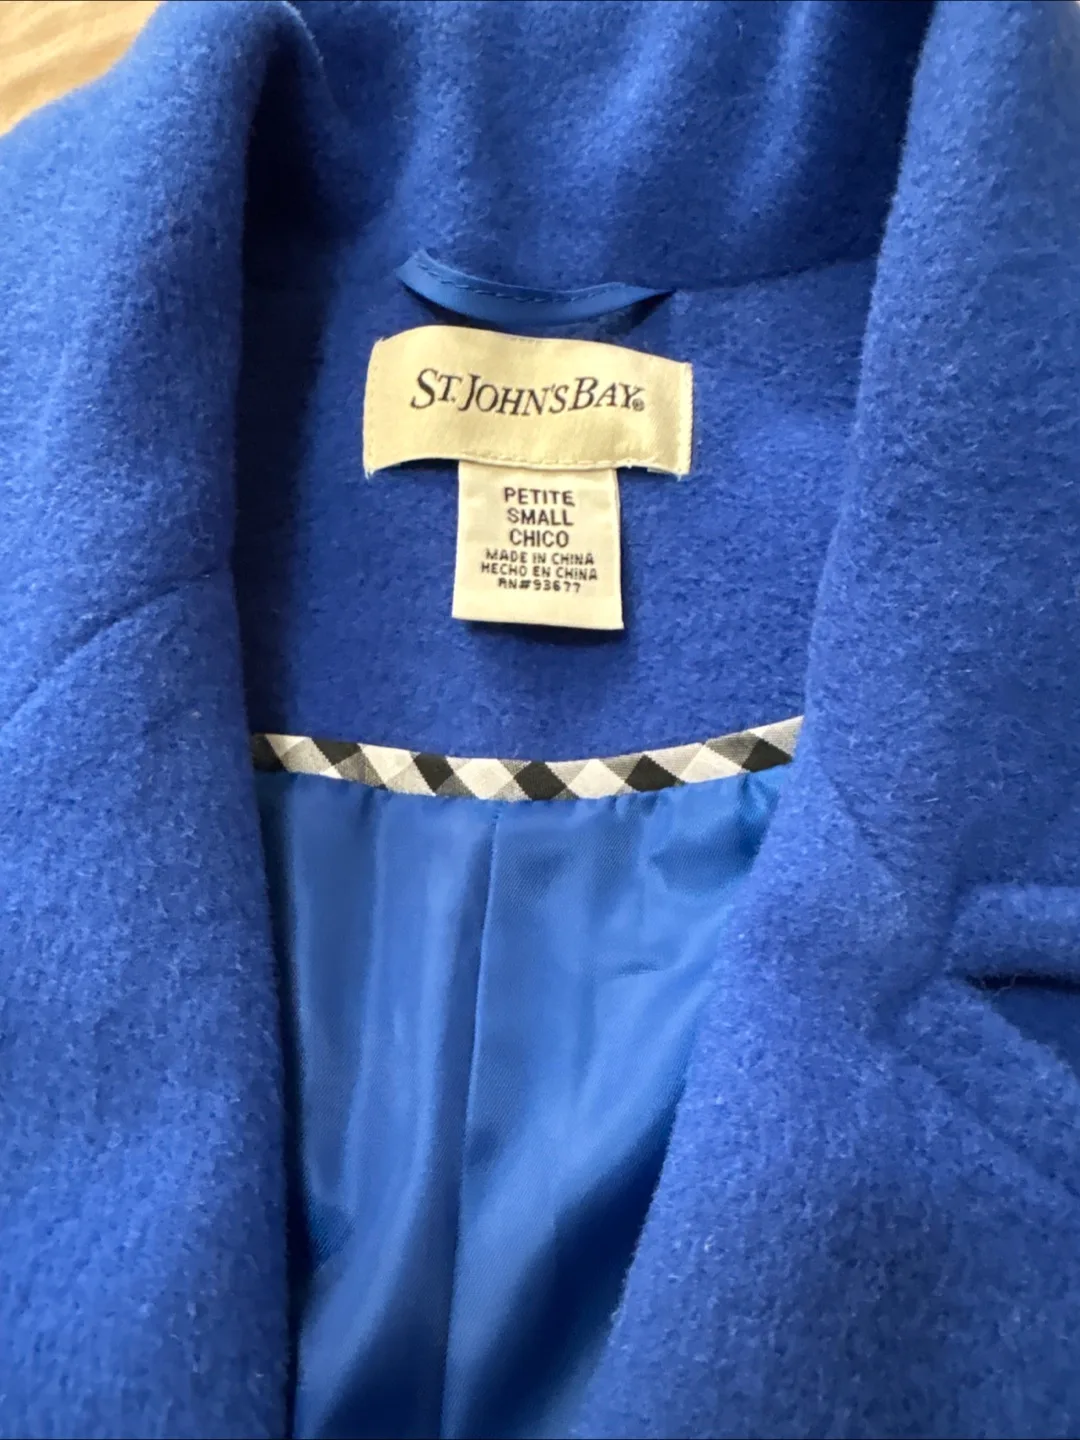 ST. JOHN'S BAY®
PETITE
SMALL
CHICO
MADE IN CHINA
HECHO EN CHINA
RN#93677